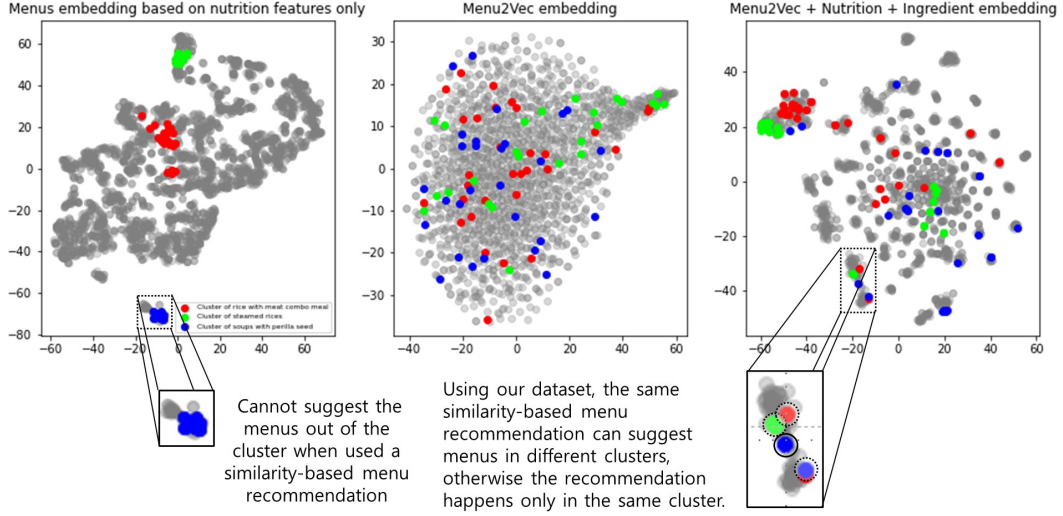 Menus embedding based on nutrition features only
Menu2Vec embedding
Menu2Vec + Nutrition + Ingredient embedding
60
40
20
0
−20
−40
−60
−80
−60
−40
−20
0
20
40
60
Cluster of rice with meat combo meal
Cluster of steamed rices
Cluster of soups with perilla seed
30
20
10
0
−10
−20
−30
−40
−20
0
20
40
60
40
20
0
−20
−40
−60
−40
−20
0
20
40
60
Cannot suggest the
menus out of the
cluster when used a
similarity-based menu
recommendation
Using our dataset, the same
similarity-based menu
recommendation can suggest
menus in different clusters,
otherwise the recommendation
happens only in the same cluster.